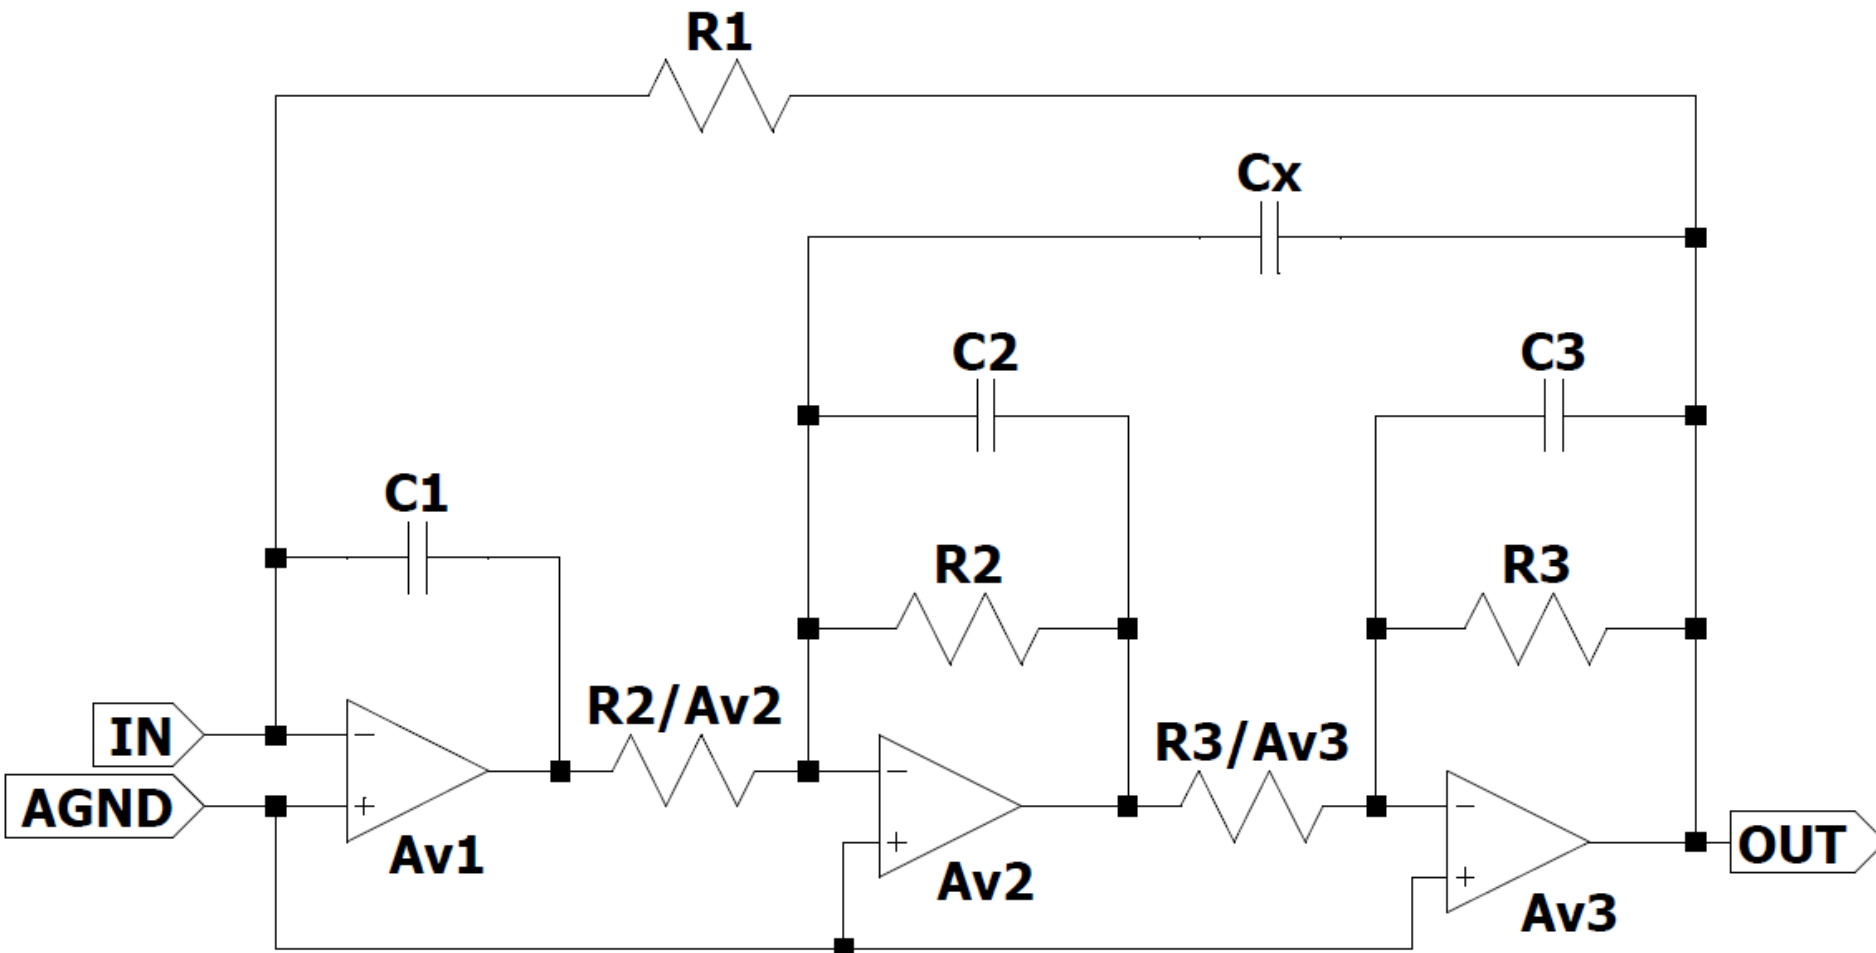 R1
Cx
C2
C3
C1
R2
R3
R2/Av2
R3/Av3
IN
AGND
Av1
Av2
Av3
OUT